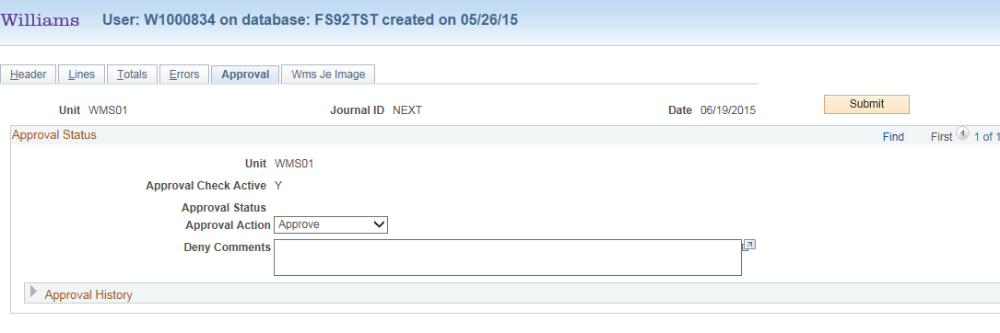 Williams User: W1000834 on database: FS92TST created on 05/26/15
Header Lines Totals Errors Approval Wms Je Image
Unit WMS01 Journal ID NEXT Date 06/19/2015 Submit
Approval Status Find First 1 of 1
Unit WMS01
Approval Check Active Y
Approval Status
Approval Action Approve
Deny Comments
Approval History